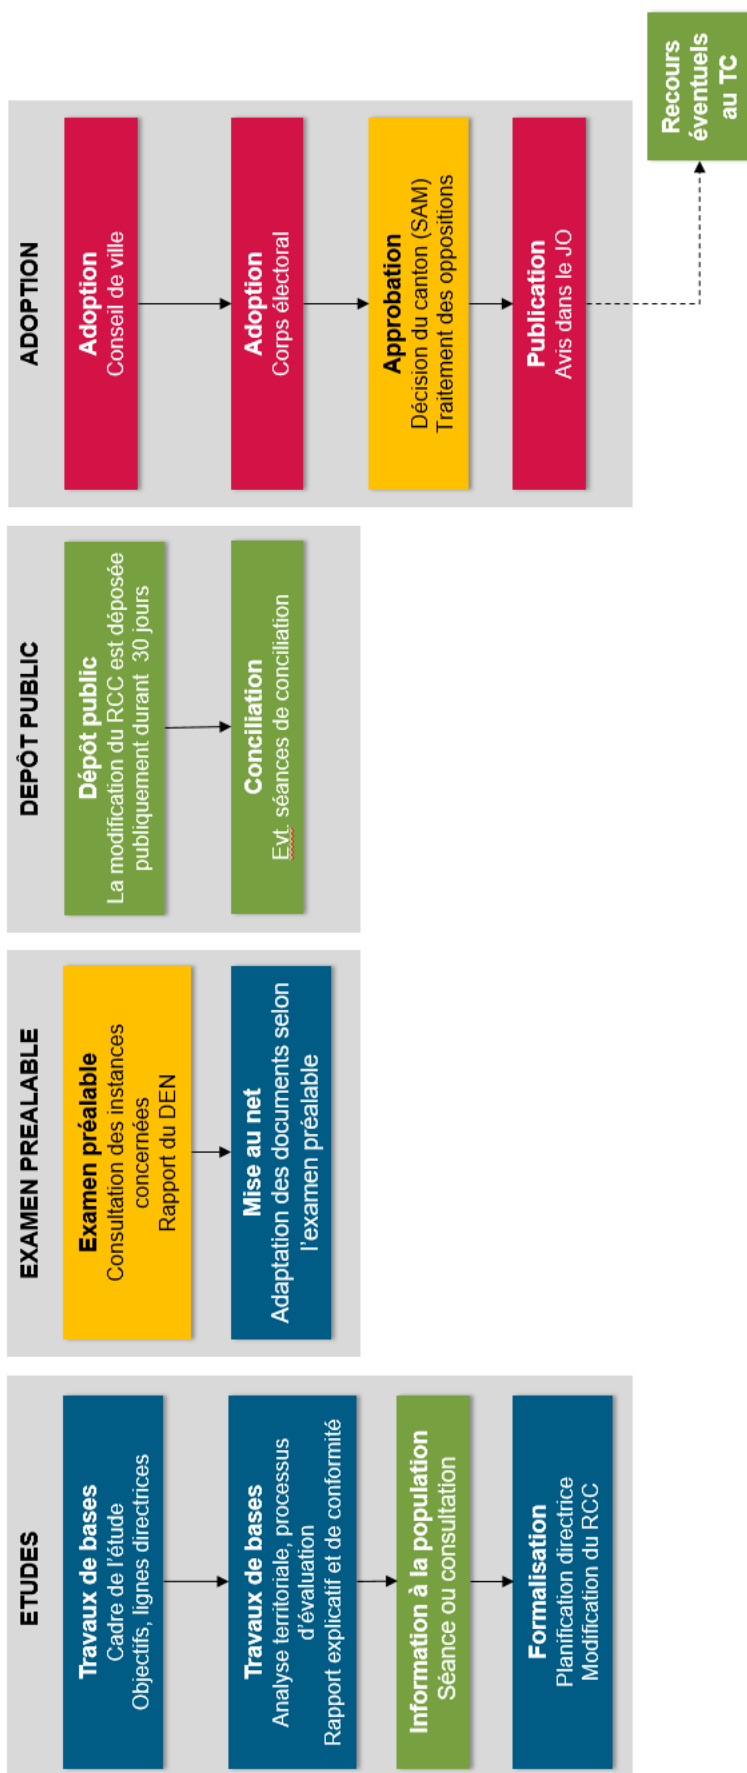 ETUDES
Travaux de bases
Cadre de l'étude
Objectifs, lignes directrices
Travaux de bases
Analyse territoriale, processus
d'évaluation
Rapport explicatif et de conformité
Information à la population
Séance ou consultation
Formalisation
Planification directrice
Modification du RCC
EXAMEN PREALABLE
Examen préalable
Consultation des instances
concernées
Rapport du DEN
Mise au net
Adaptation des documents selon
l'examen préalable
DEPÔT PUBLIC
Dépôt public
La modification du RCC est déposée
publiquement durant 30 jours
Conciliation
Evt. séances de conciliation
ADOPTION
Adoption
Conseil de ville
Adoption
Corps électoral
Approbation
Décision du canton (SAM)
Traitement des oppositions
Publication
Avis dans le JO
Recours
éventuels
au TC